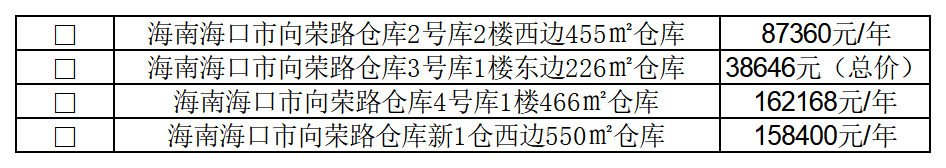 □ 海南海口市向荣路仓库2号库2楼西边455㎡仓库 87360元/年
□ 海南海口市向荣路仓库3号库1楼东边226㎡仓库 38646元（总价）
□ 海南海口市向荣路仓库4号库1楼466㎡仓库 162168元/年
□ 海南海口市向荣路仓库新1仓西边550㎡仓库 158400元/年